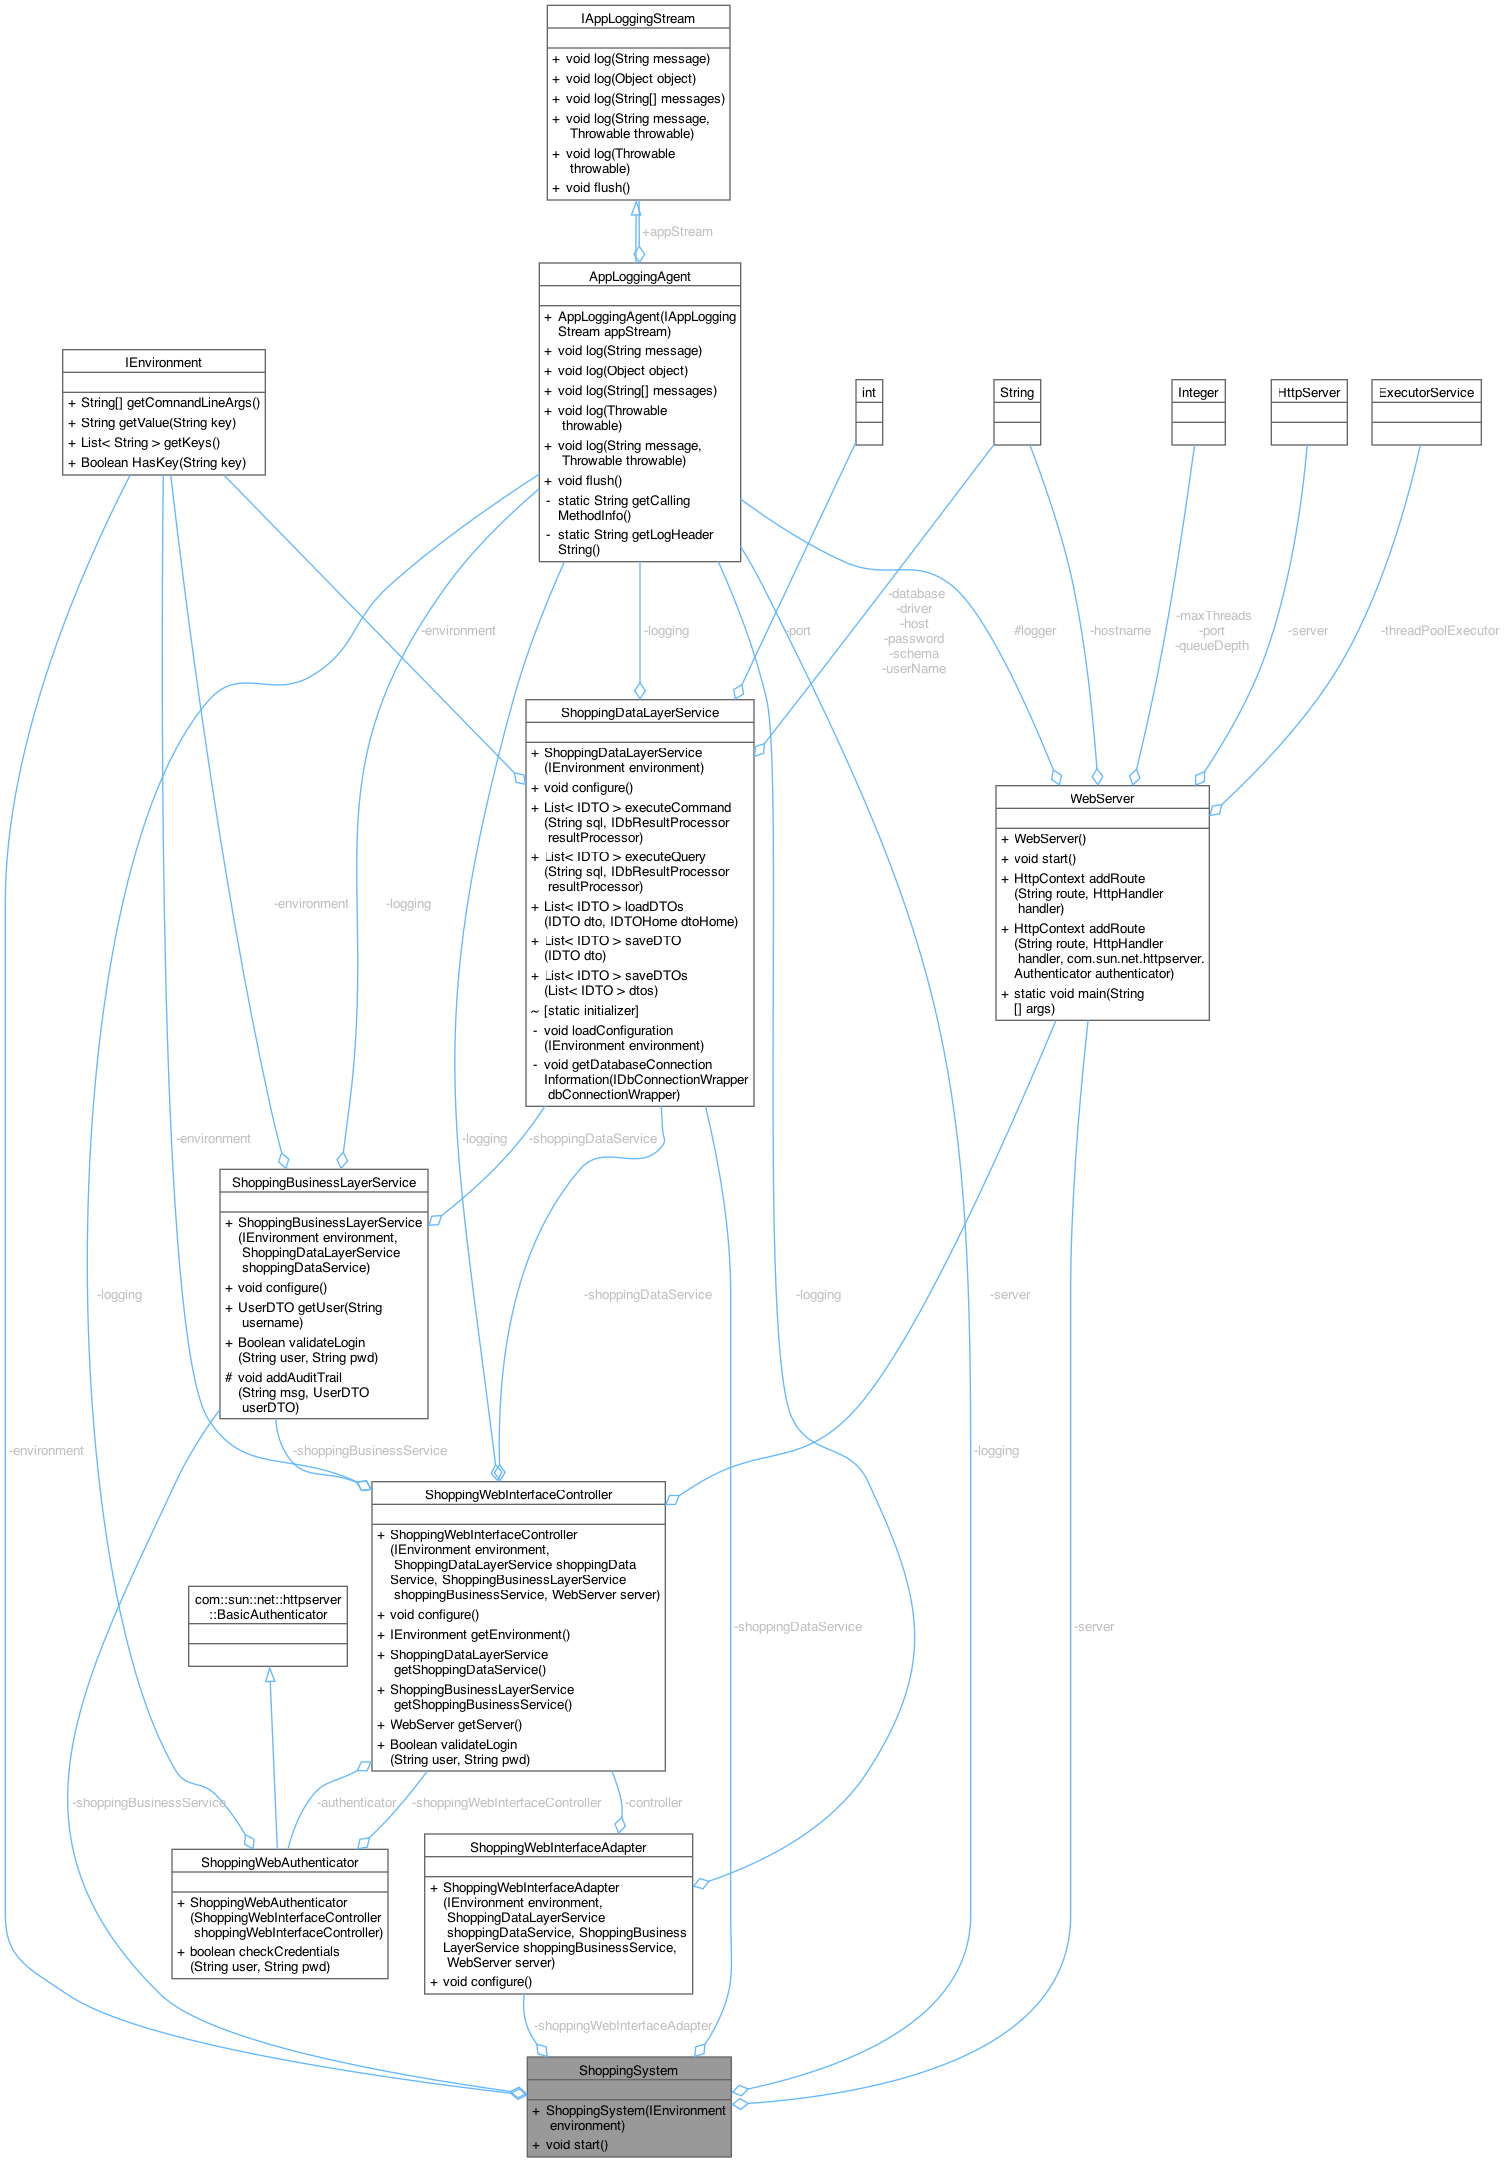 IAppLoggingStream
+ void log(String message)
+ void log(Object object)
+ void log(String[] messages)
+ void log(String message,
Throwable throwable)
+ void log(Throwable
throwable)
+ void flush()
+appStream
AppLoggingAgent
+ AppLoggingAgent(IAppLogging
Stream appStream)
+ void log(String message)
+ void log(Object object)
+ void log(String[] messages)
+ void log(Throwable
throwable)
+ void log(String message,
Throwable throwable)
+ void flush()
- static String getCalling
MethodInfo()
- static String getLogHeader
String()
IEnvironment
+ String[] getCommandLineArgs()
+ String getValue(String key)
+ List< String > getKeys()
+ Boolean HasKey(String key)
int
String
Integer
HttpServer
ExecutorService
-environment
-logging
-port
-database
-driver
-host
-password
-schema
-userName
#logger
-hostname
-maxThreads
-port
-queueDepth
-server
-threadPoolExecutor
ShoppingDataLayerService
+ ShoppingDataLayerService
(IEnvironment environment)
+ void configure()
+ List< IDTO > executeCommand
(String sql, IDbResultProcessor
resultProcessor)
+ List< IDTO > executeQuery
(String sql, IDbResultProcessor
resultProcessor)
+ List< IDTO > loadDTOs
(IDTO dto, IDTOHome dtoHome)
+ List< IDTO > saveDTO
(IDTO dto)
+ List< IDTO > saveDTOs
(List< IDTO > dtos)
~ [static initializer]
- void loadConfiguration
(IEnvironment environment)
- void getDatabaseConnection
Information(IDbConnectionWrapper
dbConnectionWrapper)
WebServer
+ WebServer()
+ void start()
+ HttpContext addRoute
(String route, HttpHandler
handler)
+ HttpContext addRoute
(String route, HttpHandler
handler, com.sun.net.httpserver.
Authenticator authenticator)
+ static void main(String
[] args)
-environment
-logging
-environment
-logging
-shoppingDataService
ShoppingBusinessLayerService
+ ShoppingBusinessLayerService
(IEnvironment environment,
ShoppingDataLayerService
shoppingDataService)
+ void configure()
+ UserDTO getUser(String
username)
+ Boolean validateLogin
(String user, String pwd)
# void addAuditTrail
(String msg, UserDTO
userDTO)
-logging
-shoppingDataService
-logging
-server
-environment
-shoppingBusinessService
-logging
ShoppingWebInterfaceController
+ ShoppingWebInterfaceController
(IEnvironment environment,
ShoppingDataLayerService shoppingData
Service, ShoppingBusinessLayerService
shoppingBusinessService, WebServer server)
+ void configure()
+ IEnvironment getEnvironment()
+ ShoppingDataLayerService
getShoppingDataService()
+ ShoppingBusinessLayerService
getShoppingBusinessService()
+ WebServer getServer()
+ Boolean validateLogin
(String user, String pwd)
com::sun::net::httpserver
::BasicAuthenticator
-shoppingDataService
-server
-shoppingBusinessService
-authenticator
-shoppingWebInterfaceController
-controller
ShoppingWebAuthenticator
+ ShoppingWebAuthenticator
(ShoppingWebInterfaceController
shoppingWebInterfaceController)
+ boolean checkCredentials
(String user, String pwd)
ShoppingWebInterfaceAdapter
+ ShoppingWebInterfaceAdapter
(IEnvironment environment,
ShoppingDataLayerService
shoppingDataService, ShoppingBusiness
LayerService shoppingBusinessService,
WebServer server)
+ void configure()
-shoppingWebInterfaceAdapter
ShoppingSystem
+ ShoppingSystem(IEnvironment
environment)
+ void start()